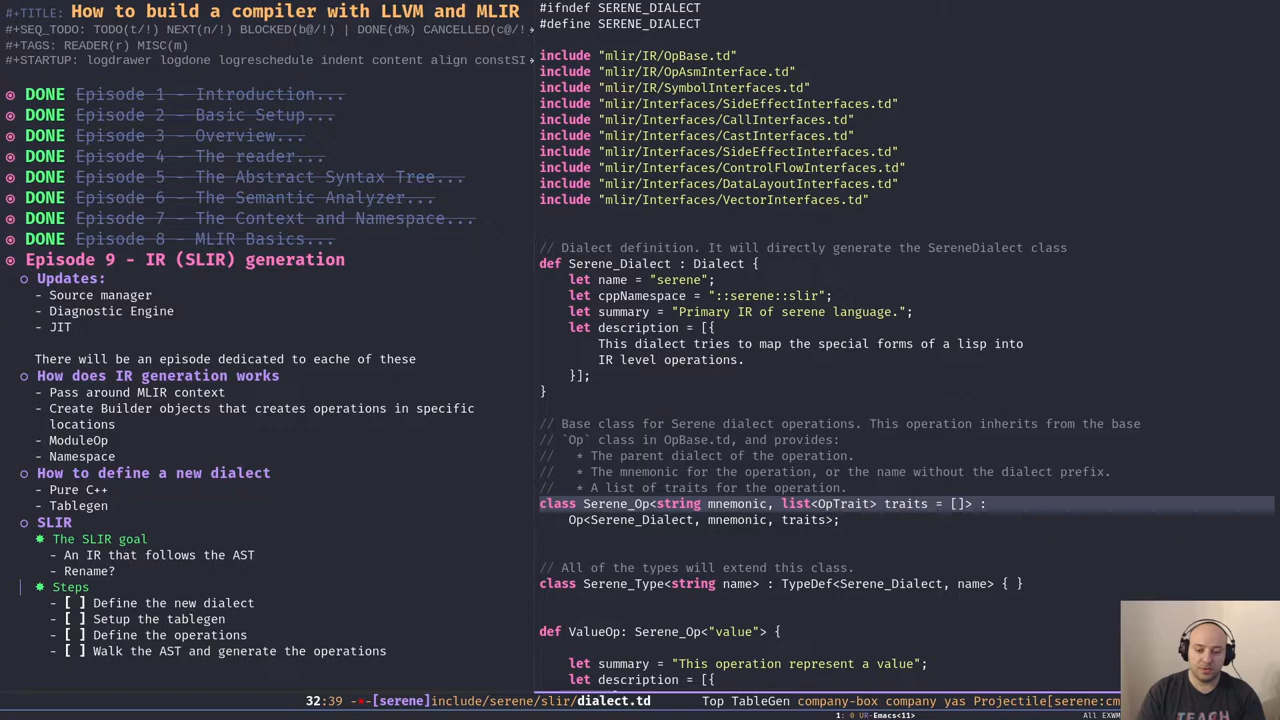 #+TITLE: How to build a compiler with LLVM and MLIR
#+SEQ_TODO: TODO(t/!) NEXT(n/!) BLOCKED(b@/!) | DONE(d%) CANCELLED(c@/!)
#+TAGS: READER(r) MISC(m)
#+STARTUP: logdrawer logdone logreschedule indent content align constSI
DONE Episode 1 - Introduction...
DONE Episode 2 - Basic Setup...
DONE Episode 3 - Overview...
DONE Episode 4 - The reader...
DONE Episode 5 - The Abstract Syntax Tree...
DONE Episode 6 - The Semantic Analyzer...
DONE Episode 7 - The Context and Namespace...
DONE Episode 8 - MLIR Basics...
Episode 9 - IR (SLIR) generation
Updates:
- Source manager
- Diagnostic Engine
- JIT
There will be an episode dedicated to eache of these
How does IR generation works
- Pass around MLIR context
- Create Builder objects that creates operations in specific
locations
- ModuleOp
- Namespace
How to define a new dialect
- Pure C++
- Tablegen
SLIR
The SLIR goal
- An IR that follows the AST
- Rename?
Steps
- [ ] Define the new dialect
- [ ] Setup the tablegen
- [ ] Define the operations
- [ ] Walk the AST and generate the operations
#ifndef SERENE_DIALECT
#define SERENE_DIALECT
include "mlir/IR/OpBase.td"
include "mlir/IR/OpAsmInterface.td"
include "mlir/IR/SymbolInterfaces.td"
include "mlir/Interfaces/SideEffectInterfaces.td"
include "mlir/Interfaces/CallInterfaces.td"
include "mlir/Interfaces/CastInterfaces.td"
include "mlir/Interfaces/SideEffectInterfaces.td"
include "mlir/Interfaces/ControlFlowInterfaces.td"
include "mlir/Interfaces/DataLayoutInterfaces.td"
include "mlir/Interfaces/VectorInterfaces.td"
// Dialect definition. It will directly generate the SereneDialect class
def Serene_Dialect : Dialect {
let name = "serene";
let cppNamespace = "::serene::slir";
let summary = "Primary IR of serene language.";
let description = [{
This dialect tries to map the special forms of a lisp into
IR level operations.
}];
}
// Base class for Serene dialect operations. This operation inherits from the base
// `Op` class in OpBase.td, and provides:
// * The parent dialect of the operation.
// * The mnemonic for the operation, or the name without the dialect prefix.
// * A list of traits for the operation.
class Serene_Op<string mnemonic, list<OpTrait> traits = []> :
Op<Serene_Dialect, mnemonic, traits>;
// All of the types will extend this class.
class Serene_Type<string name> : TypeDef<Serene_Dialect, name> { }
def ValueOp: Serene_Op<"value"> {
let summary = "This operation represent a value";
let description = [{
32:39 -*-[serene]include/serene/slir/dialect.td
Top TableGen company-box company yas Projectile[serene:cm
1: 0 UR-Emacs<11>
All EXWM
TEACH